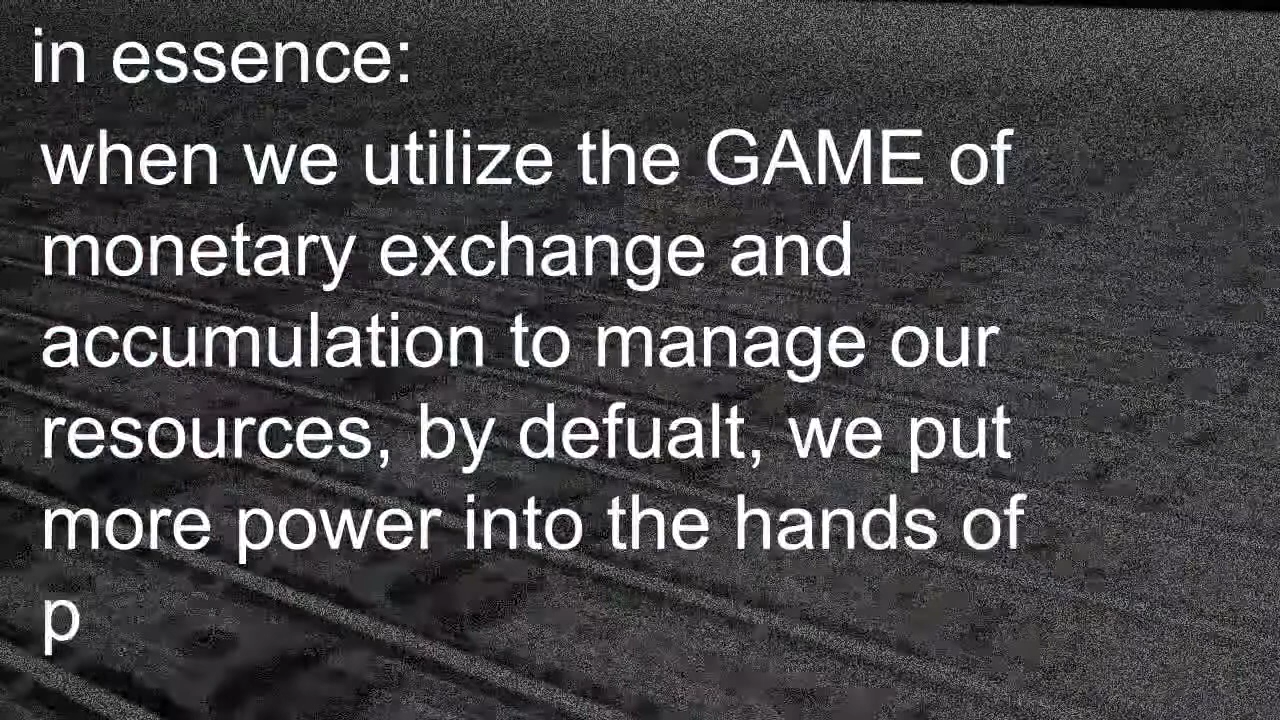 in essence:
when we utilize the GAME of
monetary exchange and
accumulation to manage our
resources, by defualt, we put
more power into the hands of
p